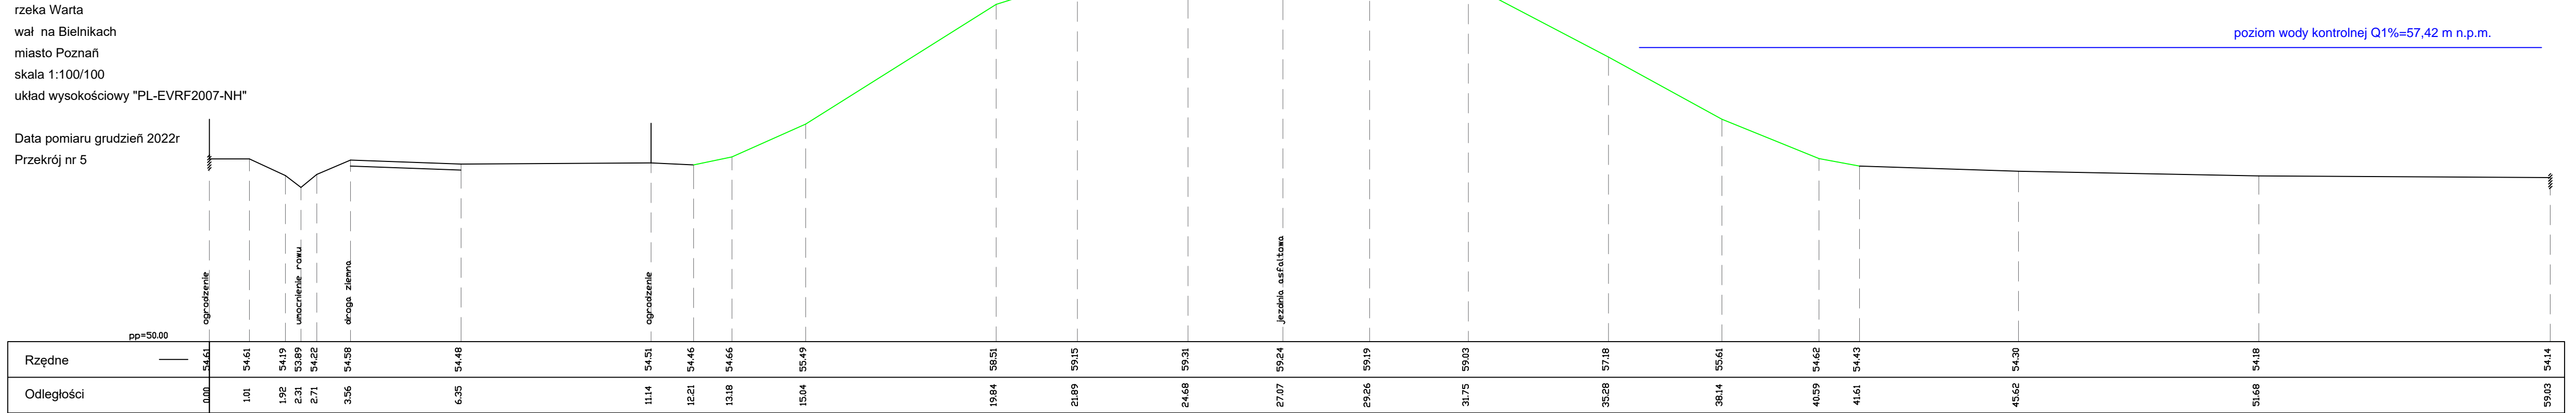 rzeka Warta
wał na Bielnikach
miasto Poznañ
skala 1:100/100
układ wysokościowy "PL-EVRF2007-NH"
Data pomiaru grudzień 2022r
Przekrój nr 5
poziom wody kontrolnej Q1%=57,42 m n.p.m.
ogrodzenie
umocnienie rowu
droga ziemna
ogrodzenie
jezdnia asfaltowa
pp=50.00
Rzędne 54.61 54.61 54.19 53.89 54.22 54.58 54.48 54.51 54.46 54.66 55.49 58.51 59.15 59.31 59.24 59.19 59.03 57.18 55.61 54.62 54.43 54.30 54.18 54.14
Odległości 0.00 1.01 1.92 2.31 2.71 3.56 6.35 11.14 12.21 13.18 15.04 19.84 21.89 24.68 27.07 29.26 31.75 35.28 38.14 40.59 41.61 45.62 51.68 59.03